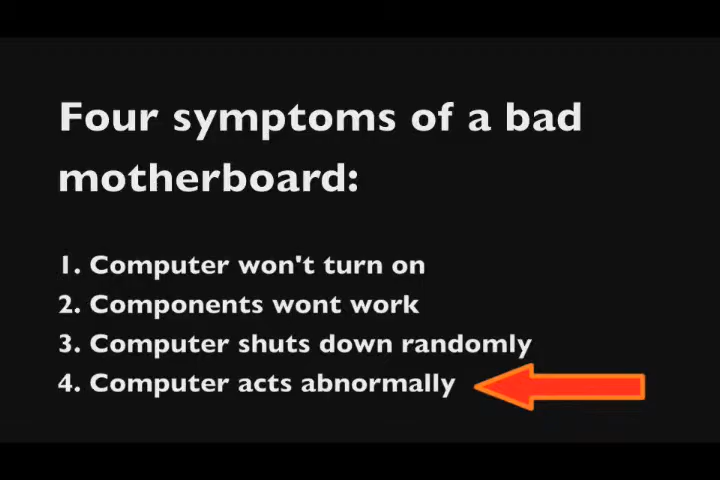 Four symptoms of a bad
motherboard:
1. Computer won't turn on
2. Components wont work
3. Computer shuts down randomly
4. Computer acts abnormally